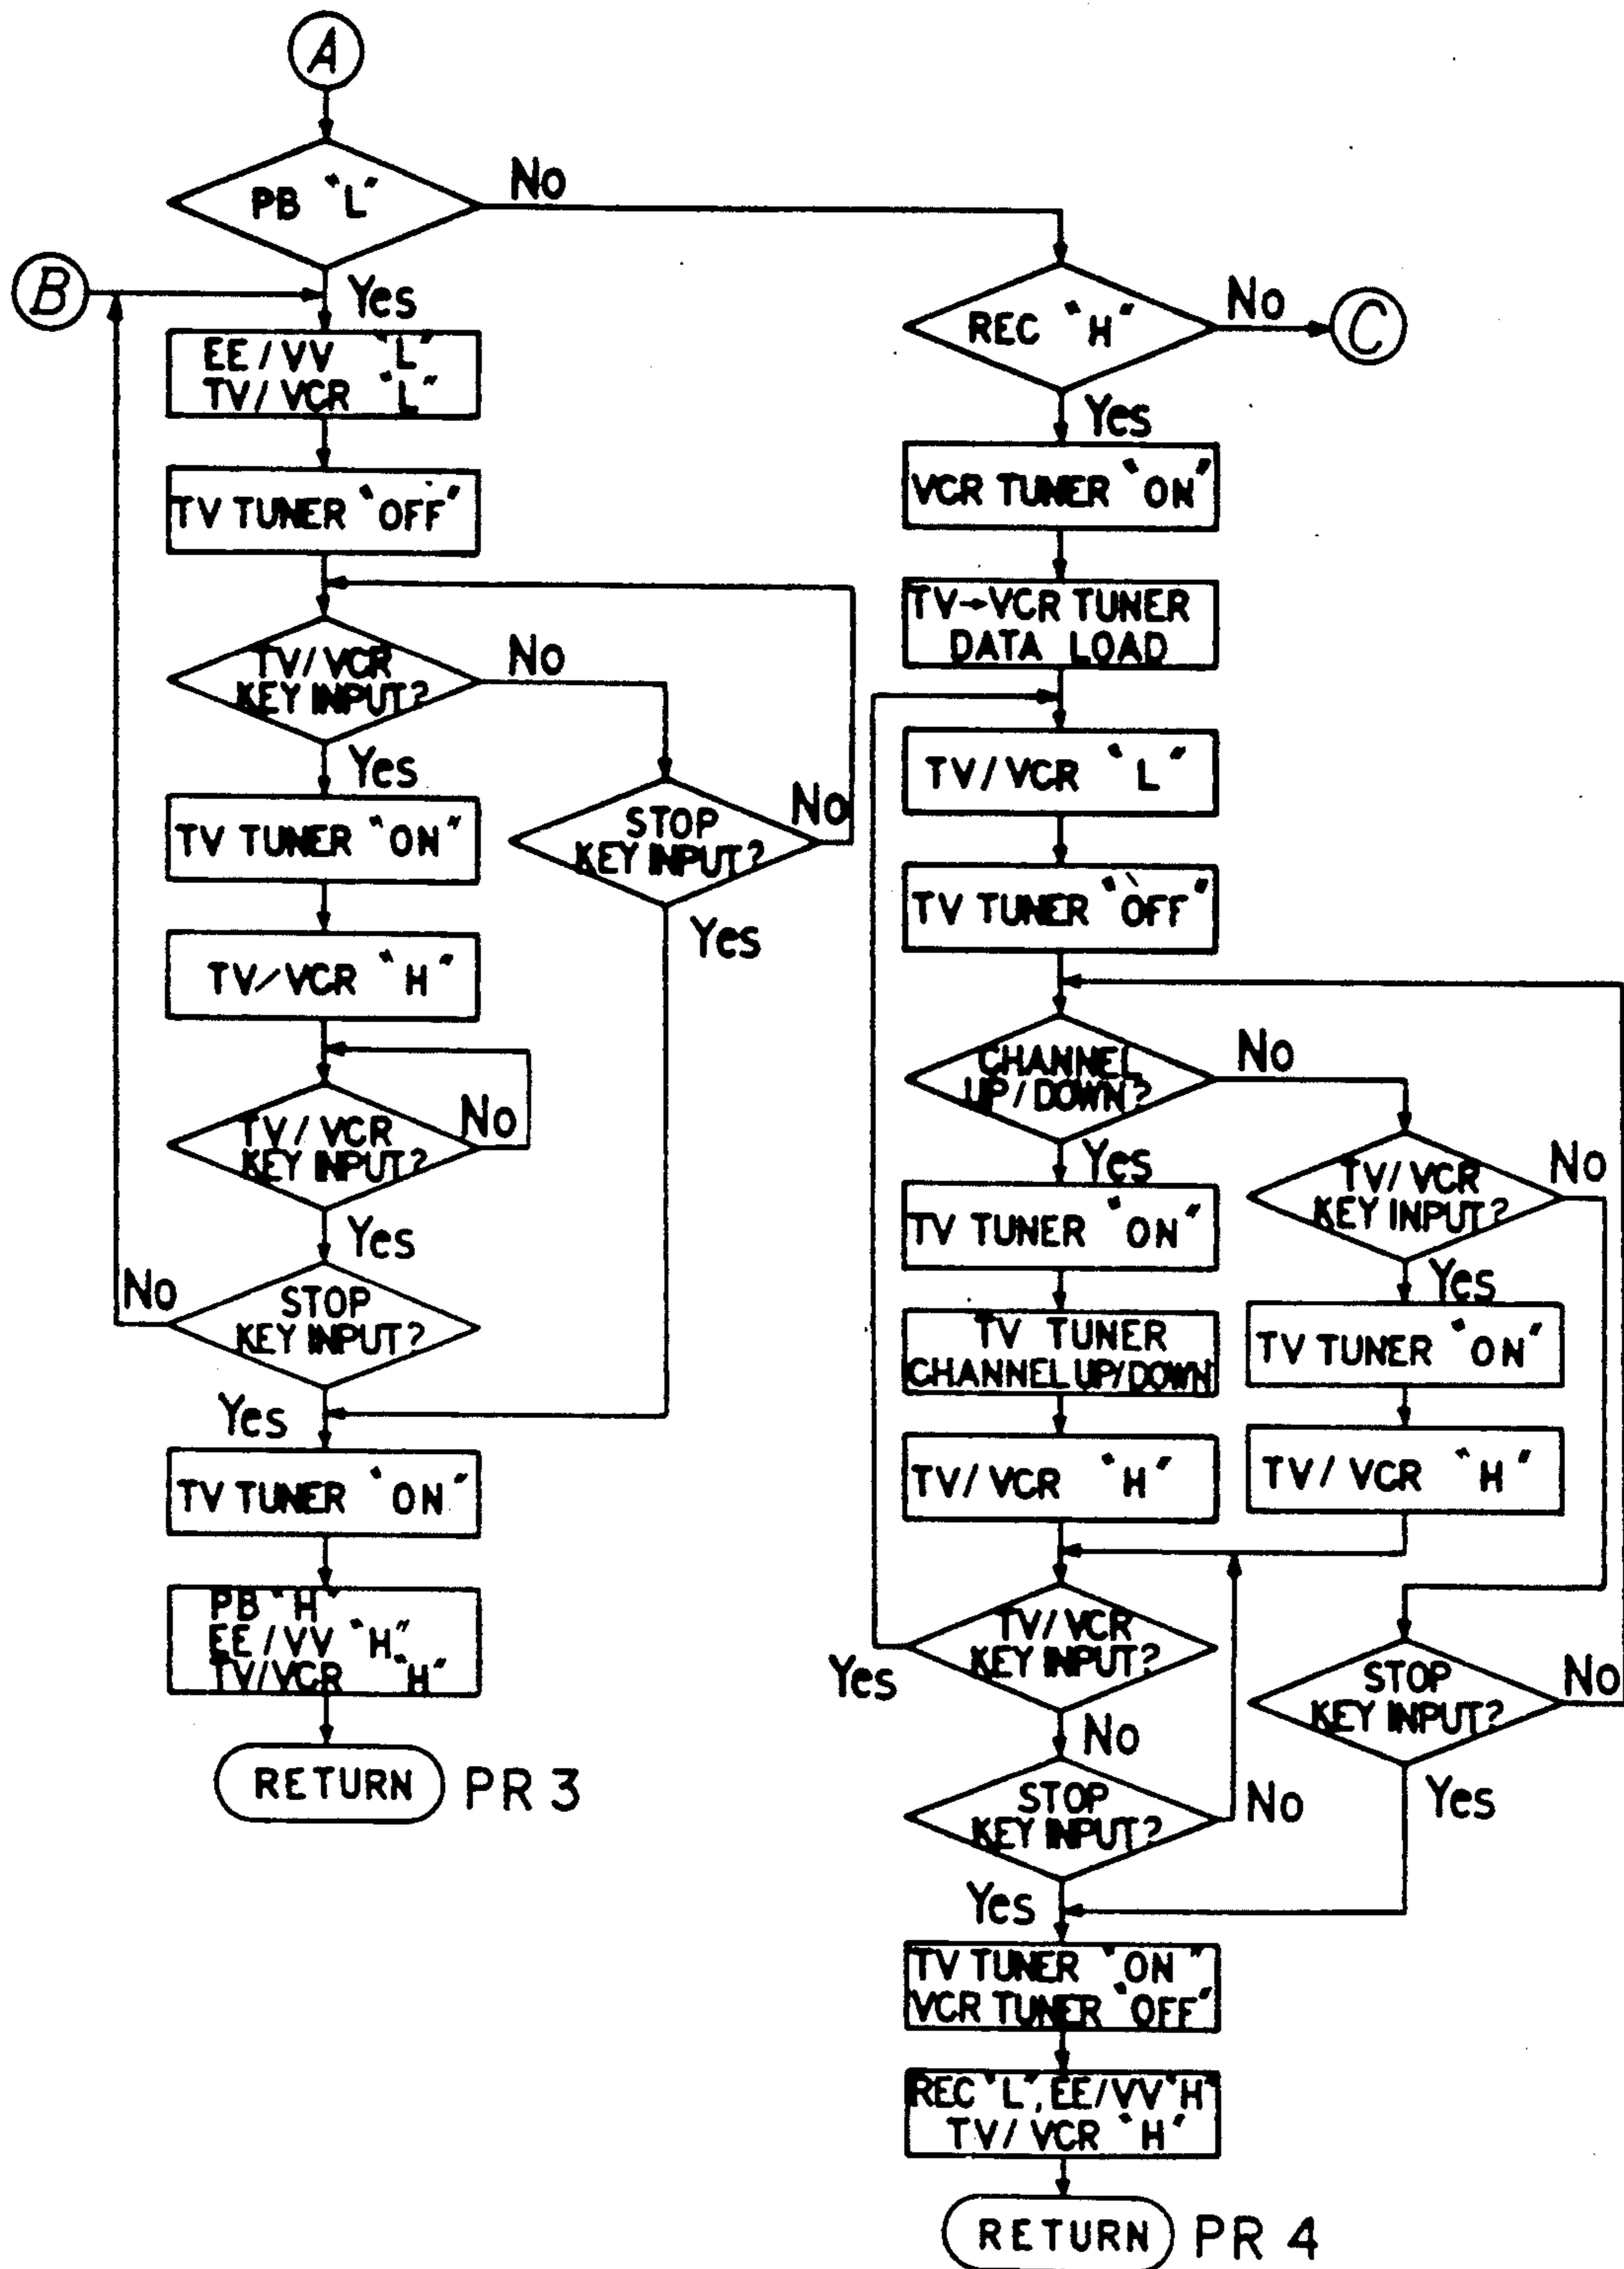 A
PB "L"
No
Yes
B
EE/VV "L"
TV/VCR "L"
TV TUNER "OFF"
TV/VCR
KEY INPUT?
No
Yes
STOP
KEY INPUT?
No
Yes
TV TUNER "ON"
TV/VCR "H"
TV/VCR
KEY INPUT?
No
Yes
STOP
KEY INPUT?
No
Yes
TV TUNER "ON"
PB "H"
EE/VV "H"
TV/VCR "H"
RETURN
PR 3
REC "H"
No
C
Yes
VCR TUNER "ON"
TV→VCR TUNER
DATA LOAD
TV/VCR "L"
TV TUNER "OFF"
CHANNEL
UP/DOWN?
No
Yes
TV TUNER "ON"
TV TUNER
CHANNEL UP/DOWN
TV/VCR "H"
TV/VCR
KEY INPUT?
No
Yes
TV TUNER "ON"
TV/VCR "H"
TV/VCR
KEY INPUT?
Yes
No
STOP
KEY INPUT?
No
Yes
STOP
KEY INPUT?
No
Yes
TV TUNER "ON"
VCR TUNER "OFF"
REC "L", EE/VV "H"
TV/VCR "H"
RETURN
PR 4